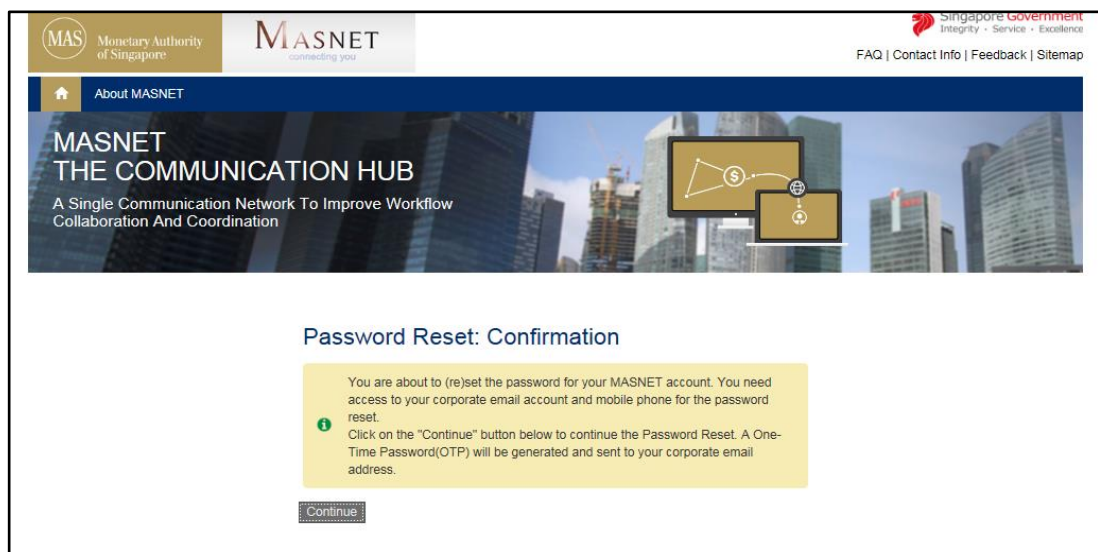 MAS
Monetary Authority
of Singapore
MASNET
connecting you
Singapore Government
Integrity · Service · Excellence
FAQ | Contact Info | Feedback | Sitemap
About MASNET
MASNET
THE COMMUNICATION HUB
A Single Communication Network To Improve Workflow
Collaboration And Coordination
$
Password Reset: Confirmation
You are about to (re)set the password for your MASNET account. You need
access to your corporate email account and mobile phone for the password
reset.
Click on the "Continue" button below to continue the Password Reset. A One-
Time Password(OTP) will be generated and sent to your corporate email
address.
Continue